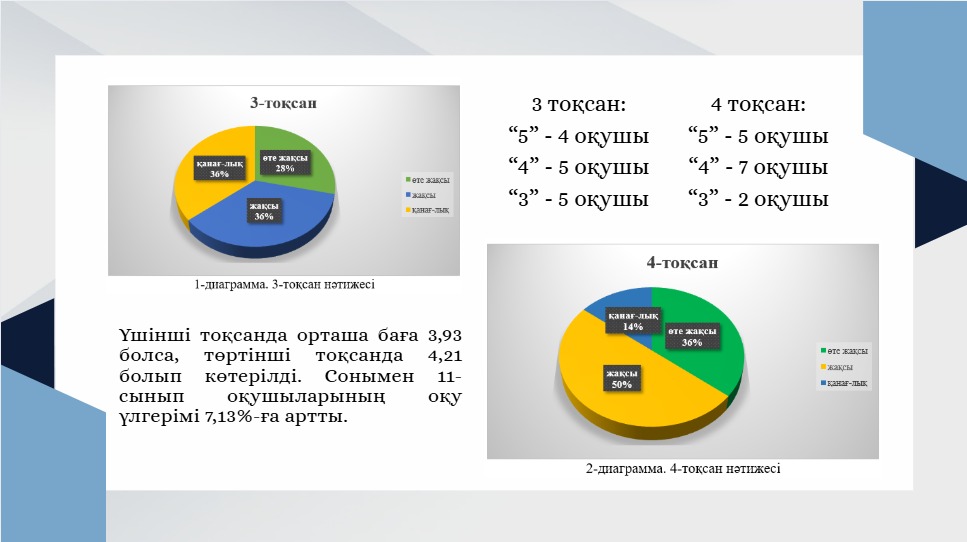 3-тоқсан
қанағ-лық
36%
өте жақсы
28%
жақсы
36%
өте жақсы
жақсы
қанағ-лық
1-диаграмма. 3-тоқсан нәтижесі
Үшінші тоқсанда орташа баға 3,93
болса, төртінші тоқсанда 4,21
болып көтерілді. Сонымен 11-
сынып оқушыларының оқу
үлгерімі 7,13%-ға артты.
3 тоқсан:
“5” - 4 оқушы
“4” - 5 оқушы
“3” - 5 оқушы
4 тоқсан:
“5” - 5 оқушы
“4” - 7 оқушы
“3” - 2 оқушы
4-тоқсан
қанағ-лық
14%
өте жақсы
36%
жақсы
50%
өте жақсы
жақсы
қанағ-лық
2-диаграмма. 4-тоқсан нәтижесі